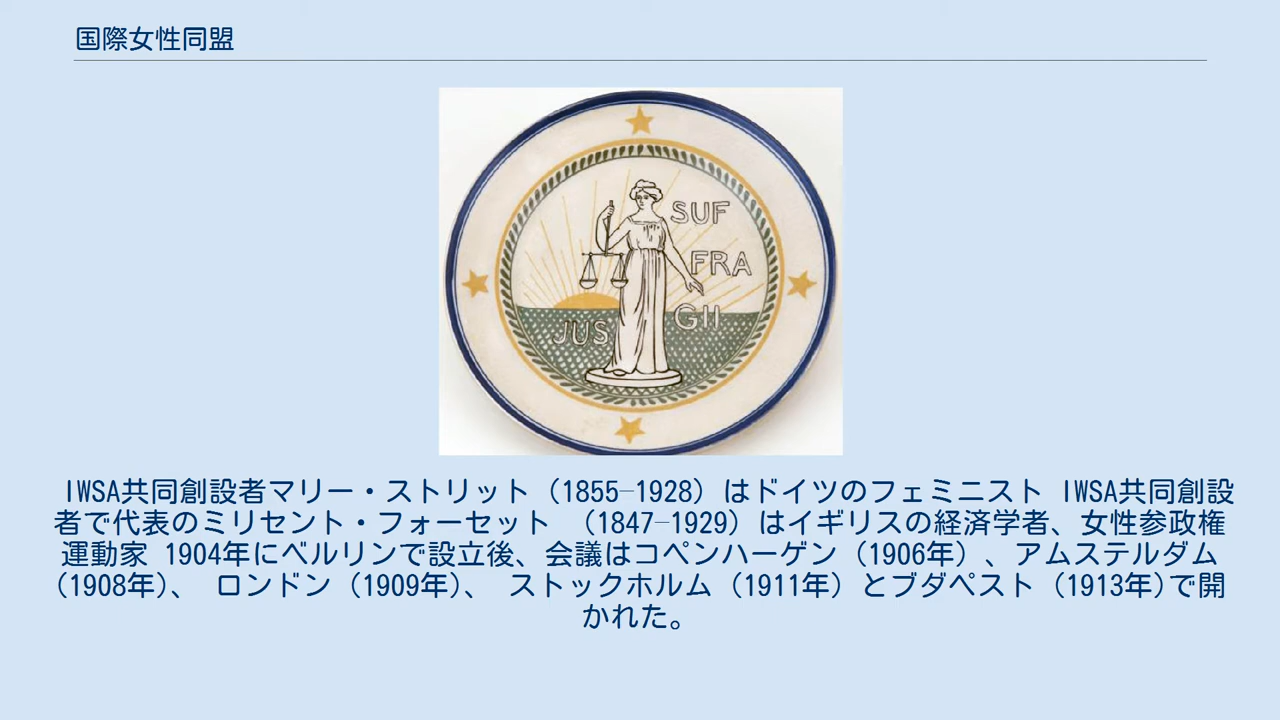 国際女性同盟
SUF
FRA
JUS GII
IWSA共同創設者マリー・ストリット（1855–1928）はドイツのフェミニスト IWSA共同創設
者で代表のミリセント・フォーセット （1847–1929）はイギリスの経済学者、女性参政権
運動家 1904年にベルリンで設立後、会議はコペンハーゲン（1906年）、アムステルダム
(1908年)、 ロンドン（1909年)、 ストックホルム（1911年）とブダペスト（1913年)で開
かれた。